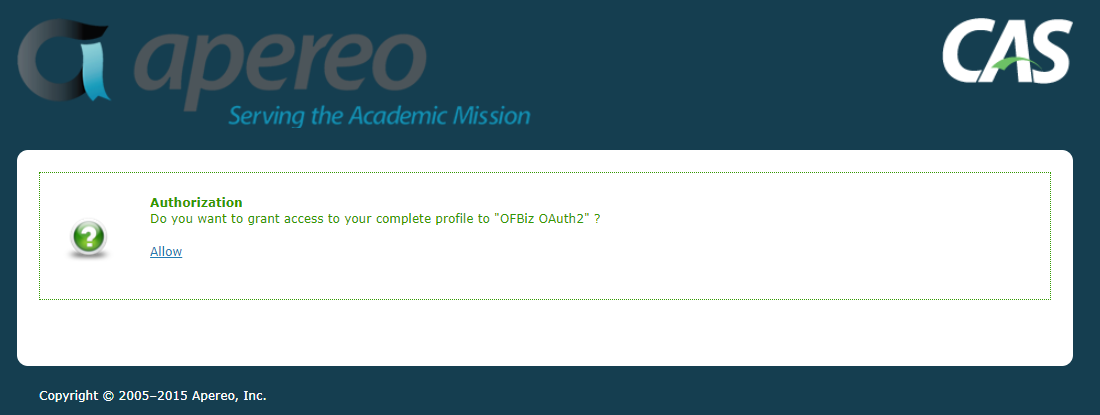 apereo
CAS
Serving the Academic Mission
Authorization
Do you want to grant access to your complete profile to "OFBiz OAuth2" ?
Allow
Copyright © 2005–2015 Apereo, Inc.